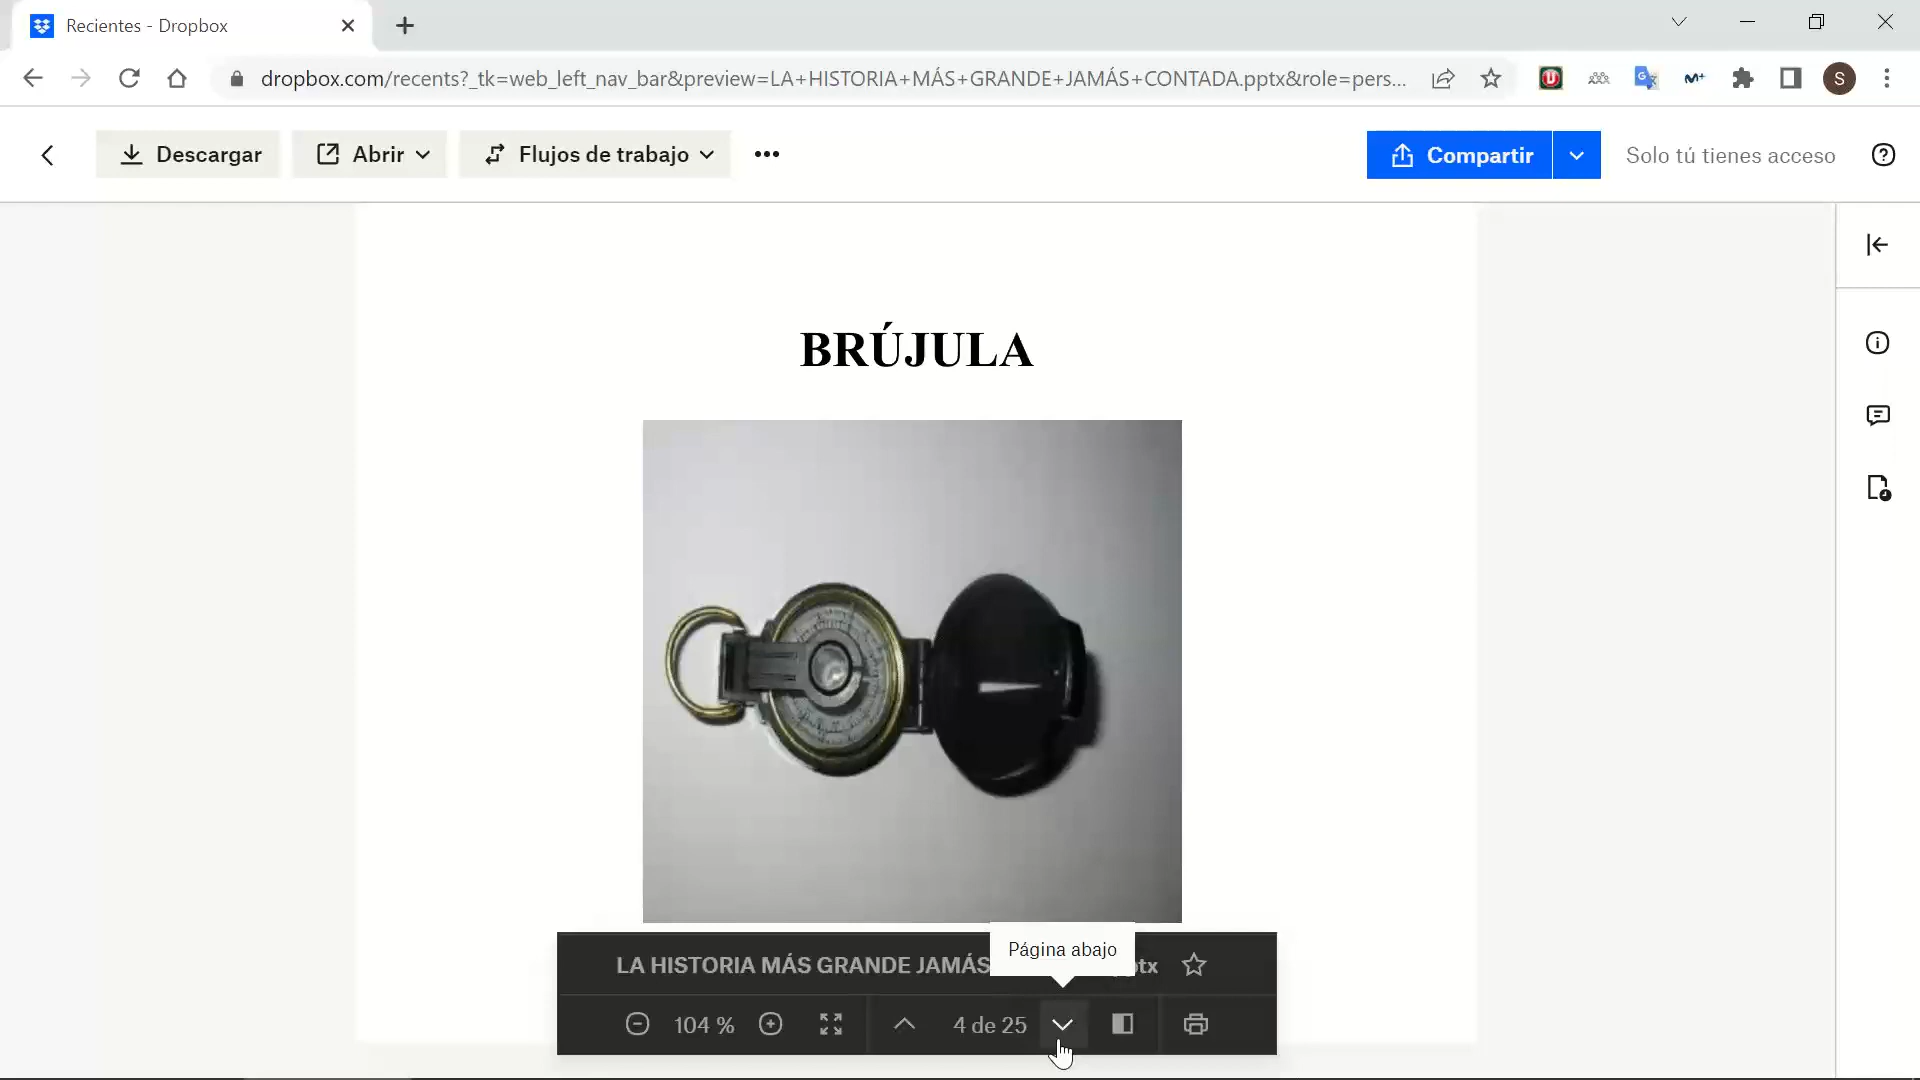 Recientes - Dropbox
dropbox.com/recents?_tk=web_left_nav_bar&preview=LA+HISTORIA+MÁS+GRANDE+JAMÁS+CONTADA.pptx&role=pers...
S
Descargar
Abrir
Flujos de trabajo
Compartir
Solo tú tienes acceso
BRÚJULA
Página abajo
LA HISTORIA MÁS GRANDE JAMÁS
tx
104 %
4 de 25